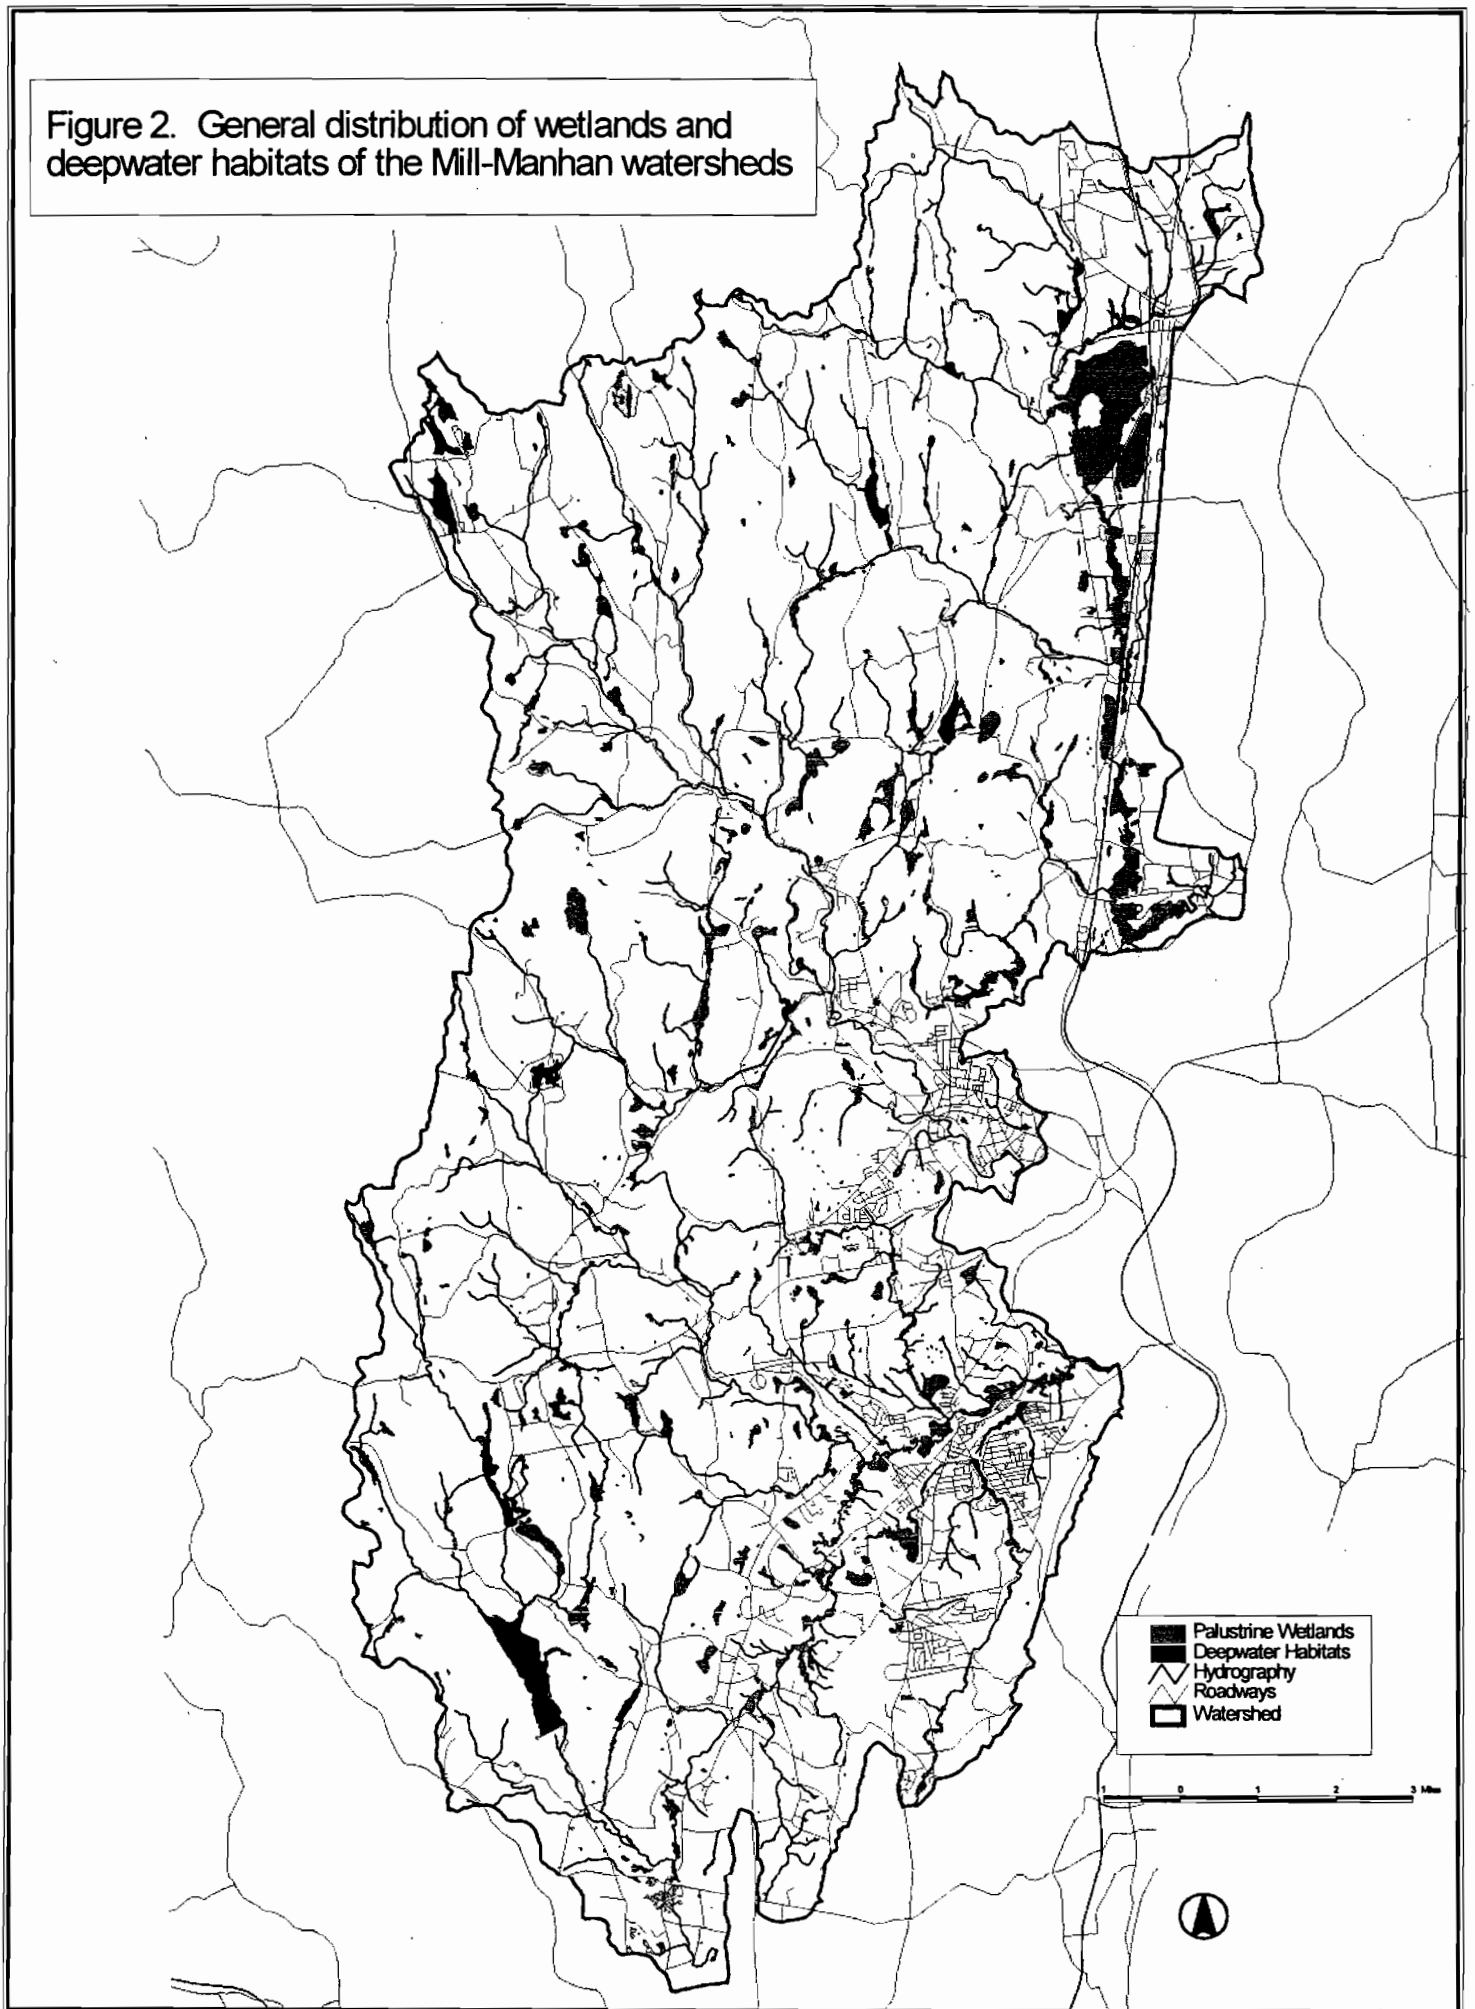 Figure 2. General distribution of wetlands and
deepwater habitats of the Mill-Manhan watersheds
Palustrine Wetlands
Deepwater Habitats
Hydrography
Roadways
Watershed
1 0 1 2 3 Miles